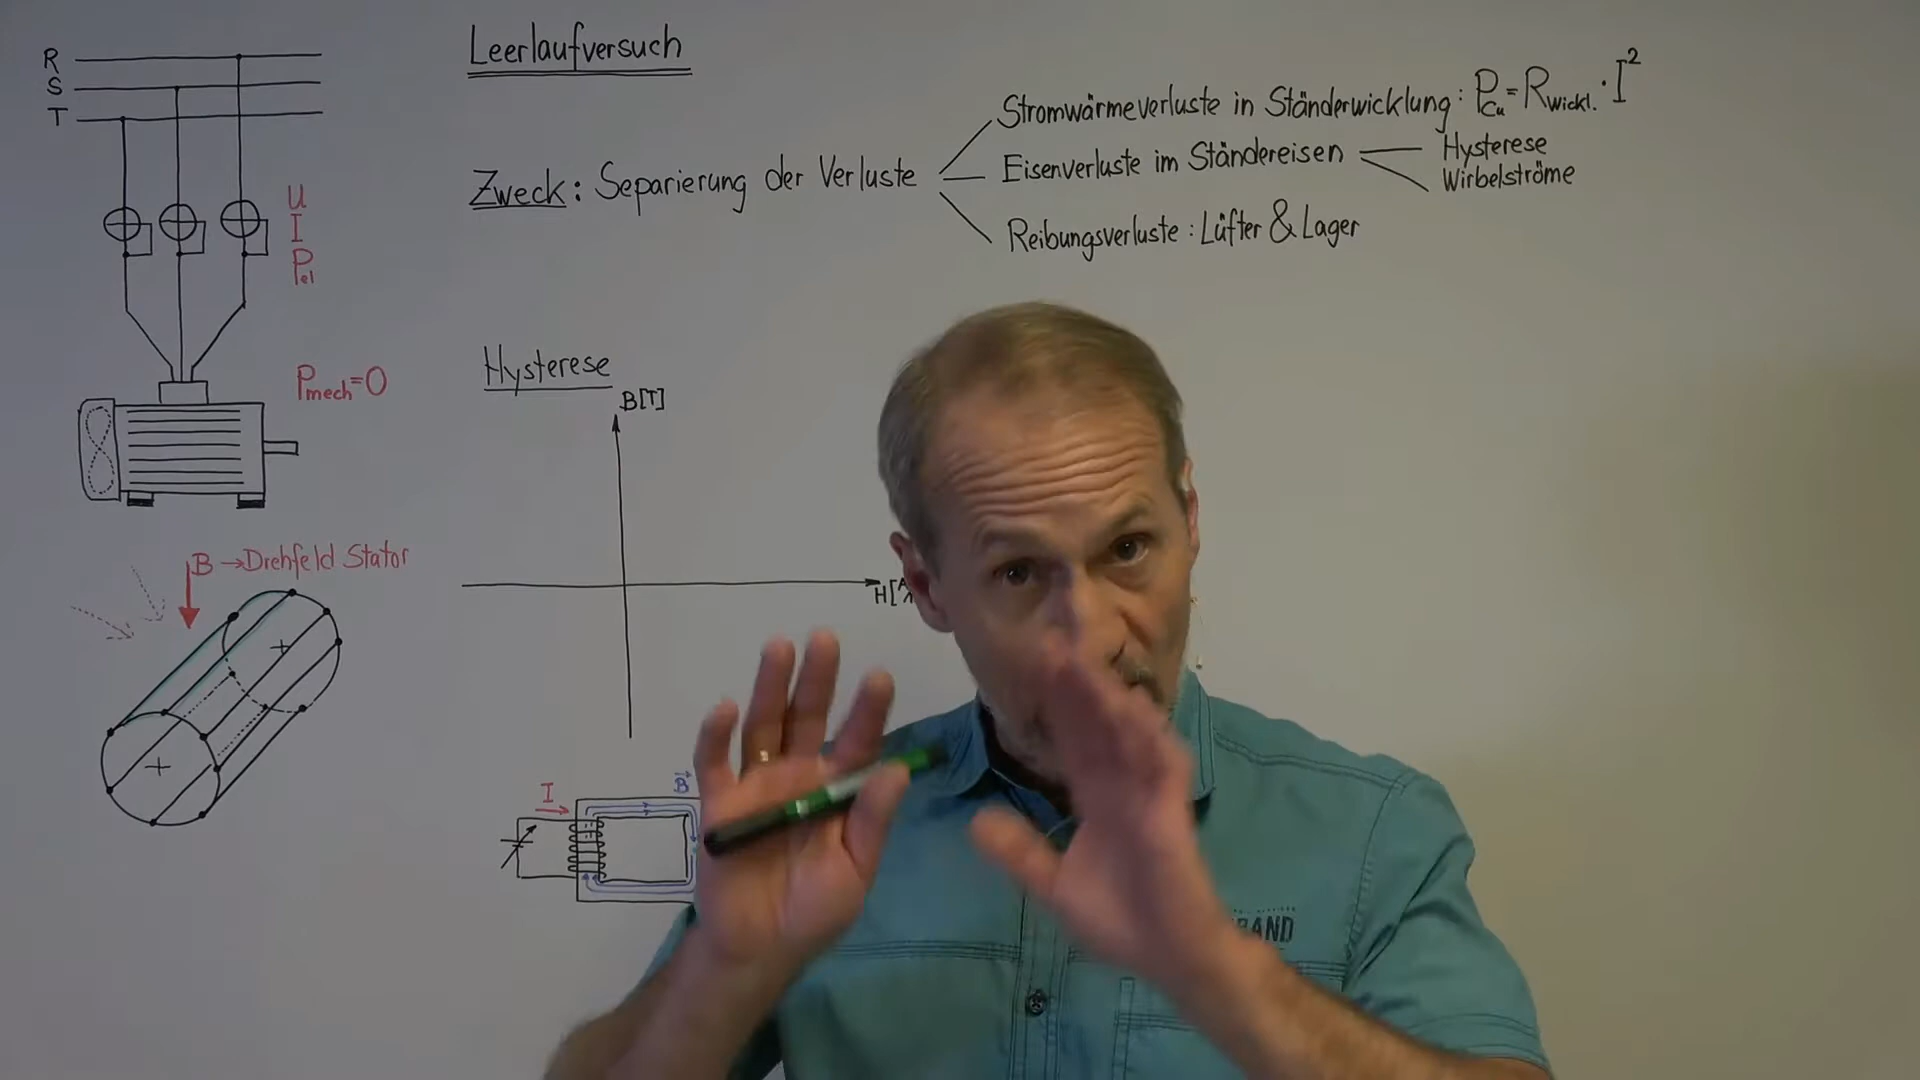 R
S
T
U
I
Pel
Pmech=0
B → Drehfeld Stator
Leerlaufversuch
Zweck: Separierung der Verluste
Stromwärmeverluste in Ständerwicklung: PCu=RWickl.·I²
Eisenverluste im Ständereisen
Hysterese
Wirbelströme
Reibungsverluste: Lüfter & Lager
Hysterese
B[T]
H[A
I
B
AND